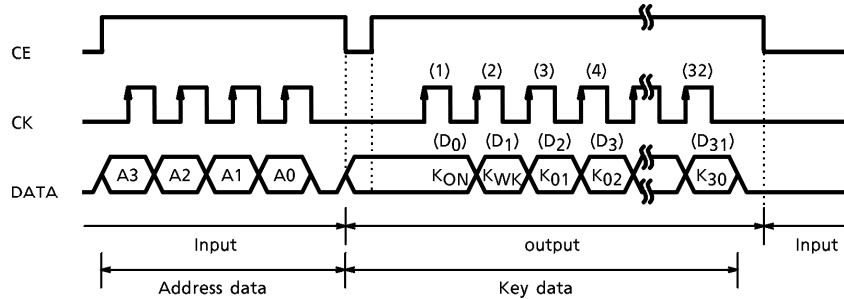 CE
(1) (2) (3) (4) (32)
CK
(D0) (D1) (D2) (D3) (D31)
DATA A3 A2 A1 A0 KON KWK K01 K02 K30
Input output Input
Address data Key data